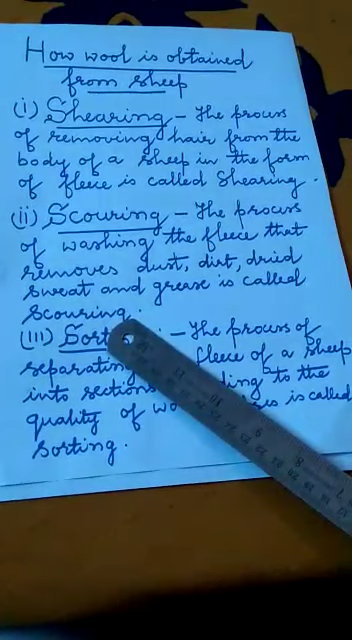 How wool is obtained
from sheep
(i) Shearing - The process
of removing hair from the
body of a sheep in the form
of fleece is called Shearing.
(ii) Scouring - The process
of washing the fleece that
removes dust, dirt, dried
sweat and grease is called
Scouring.
(iii) - The process of
separating fleece of a sheep
into sections to the
quality of is called
Sorting.